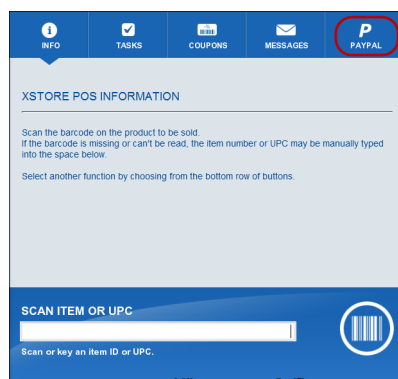 i
INFO
TASKS
COUPONS
MESSAGES
P
PAYPAL
XSTORE POS INFORMATION
Scan the barcode on the product to be sold.
If the barcode is missing or can't be read, the item number or UPC may be manually typed
into the space below.
Select another function by choosing from the bottom row of buttons.
SCAN ITEM OR UPC
Scan or key an item ID or UPC.